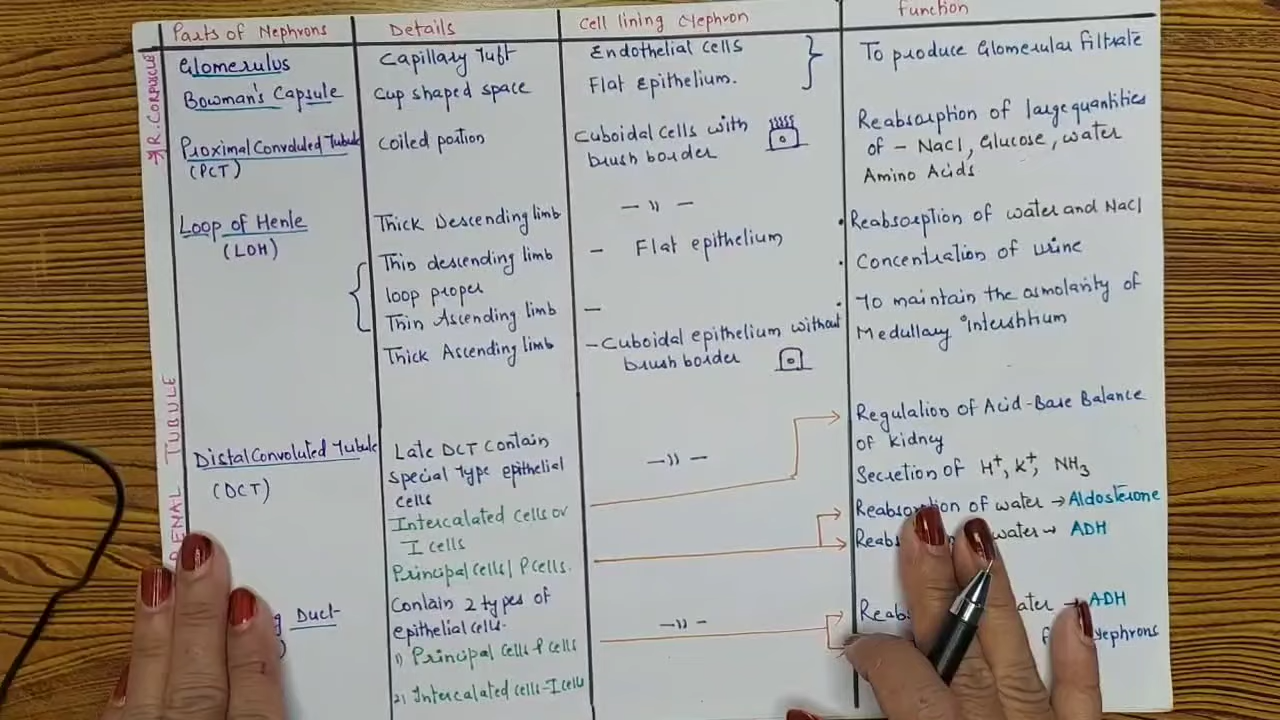 Parts of Nephrons
Details
Cell lining Nephron
function
R. CORPUSCLE
Glomerulus
Capillary Tuft
Endothelial cells
To produce Glomerular filtrate
Bowman's Capsule
Cup shaped space
Flat epithelium.
Proximal Convoluted Tubule
(PCT)
coiled portion
Cuboidal cells with
brush border
Reabsorption of large quantities
of - Nacl, Glucose, water
Amino Acids
Loop of Henle
(LOH)
Thick Descending limb
— " —
Reabsorption of water and Nacl
Thin descending limb
- Flat epithelium
Concentration of urine
loop proper
Thin Ascending limb
To maintain the osmolarity of
Medullary Interstitium
Thick Ascending limb
- Cuboidal epithelium without
brush border
RENAL TUBULE
Distal Convoluted Tubule
(DCT)
Late DCT contain
special type epithelial
cells
— " —
Regulation of Acid-Base Balance
of kidney
Secretion of H+, K+, NH3
Intercalated cells or
I cells
Reabsorption of water → Aldosterone
water → ADH
Principal cells / P cells.
Duct
Contain 2 types of
epithelial cells.
— " —
1) Principal cells P cells
2) Intercalated cells - I cells
→ ADH